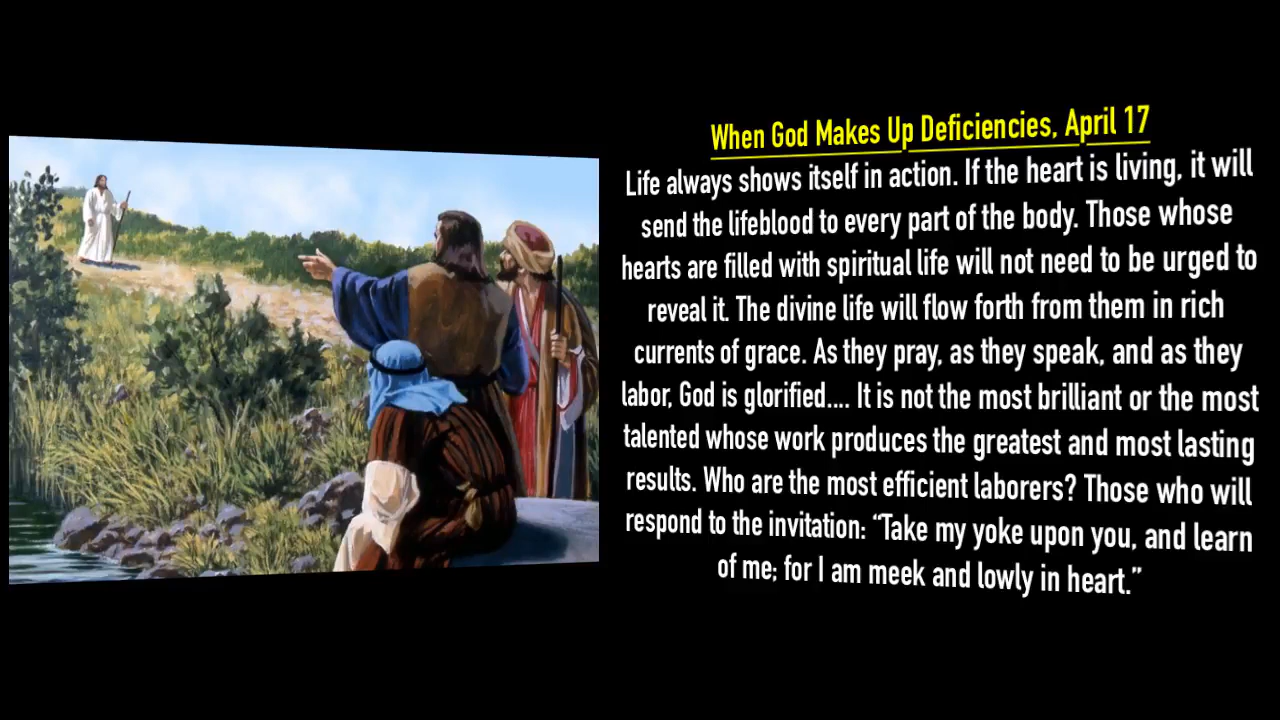 When God Makes Up Deficiencies, April 17
Life always shows itself in action. If the heart is living, it will
send the lifeblood to every part of the body. Those whose
hearts are filled with spiritual life will not need to be urged to
reveal it. The divine life will flow forth from them in rich
currents of grace. As they pray, as they speak, and as they
labor, God is glorified.... It is not the most brilliant or the most
talented whose work produces the greatest and most lasting
results. Who are the most efficient laborers? Those who will
respond to the invitation: “Take my yoke upon you, and learn
of me; for I am meek and lowly in heart.”